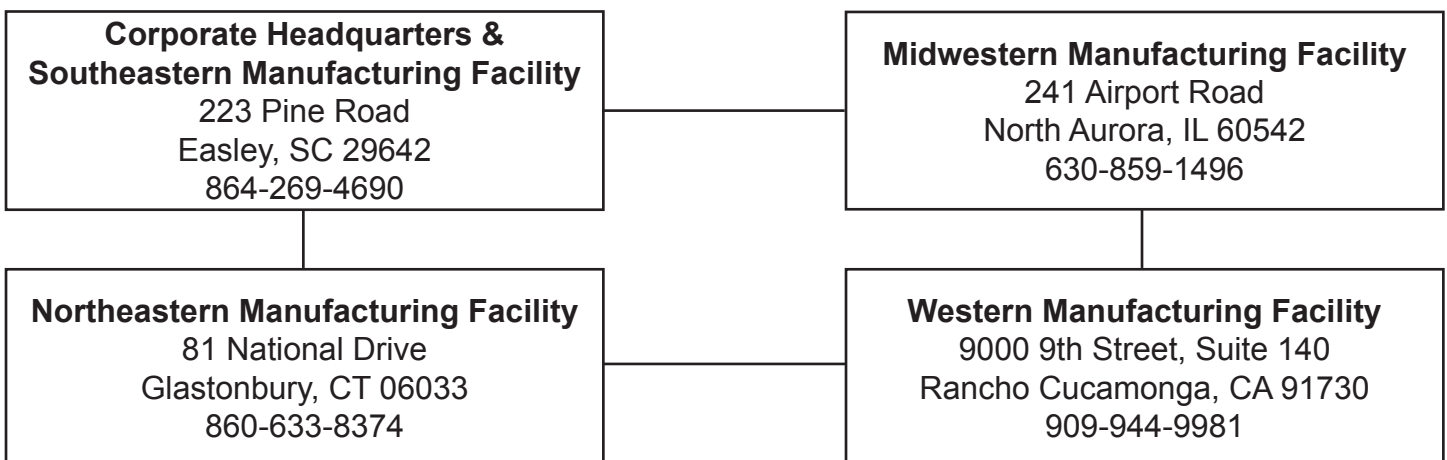 Corporate Headquarters &
Southeastern Manufacturing Facility
223 Pine Road
Easley, SC 29642
864-269-4690
Midwestern Manufacturing Facility
241 Airport Road
North Aurora, IL 60542
630-859-1496
Northeastern Manufacturing Facility
81 National Drive
Glastonbury, CT 06033
860-633-8374
Western Manufacturing Facility
9000 9th Street, Suite 140
Rancho Cucamonga, CA 91730
909-944-9981